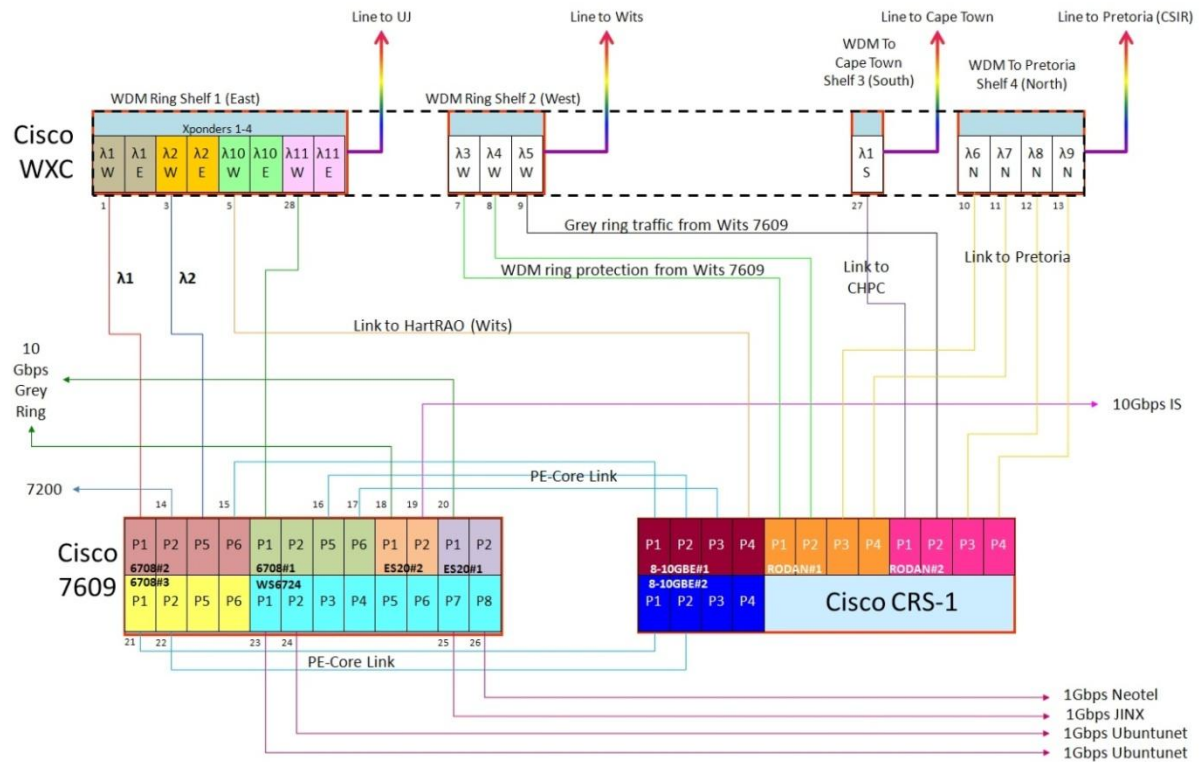 Line to UJ
Line to Wits
Line to Cape Town
Line to Pretoria (CSIR)
WDM To
Cape Town
Shelf 3 (South)
WDM To Pretoria
Shelf 4 (North)
WDM Ring Shelf 1 (East)
WDM Ring Shelf 2 (West)
Cisco
WXC
Xponders 1-4
λ1 λ1 λ2 λ2 λ10 λ10 λ11 λ11
W E W E W E W E
λ3 λ4 λ5
W W W
λ1
S
λ6 λ7 λ8 λ9
N N N N
1 3 5 28 7 8 9 27 10 11 12 13
Grey ring traffic from Wits 7609
WDM ring protection from Wits 7609
Link to
CHPC
Link to Pretoria
λ1
λ2
Link to HartRAO (Wits)
10
Gbps
Grey
Ring
10Gbps IS
PE-Core Link
7200
14 15 16 17 18 19 20
Cisco
7609
P1 P2 P5 P6 P1 P2 P5 P6 P1 P2 P1 P2
6708#2 6708#1 ES20#2 ES20#1
6708#3 WS6724
P1 P2 P5 P6 P1 P2 P3 P4 P5 P6 P7 P8
P1 P2 P3 P4 P1 P2 P3 P4 P1 P2 P3 P4
8-10GBE#1 RODAN#1 RODAN#2
8-10GBE#2
P1 P2 P3 P4
Cisco CRS-1
21 22 23 24 25 26
PE-Core Link
1Gbps Neotel
1Gbps JINX
1Gbps Ubuntunet
1Gbps Ubuntunet